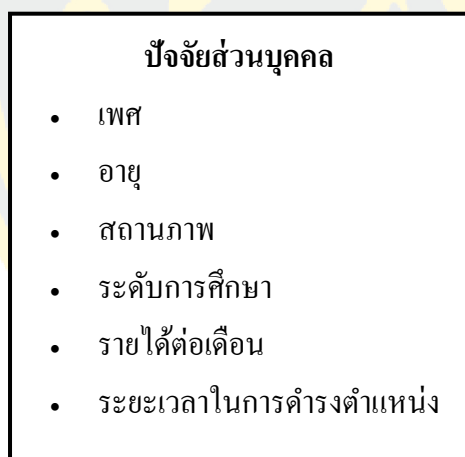 ปัจจัยส่วนบุคคล
• เพศ
• อายุ
• สถานภาพ
• ระดับการศึกษา
• รายได้ต่อเดือน
• ระยะเวลาในการดำรงตำแหน่ง